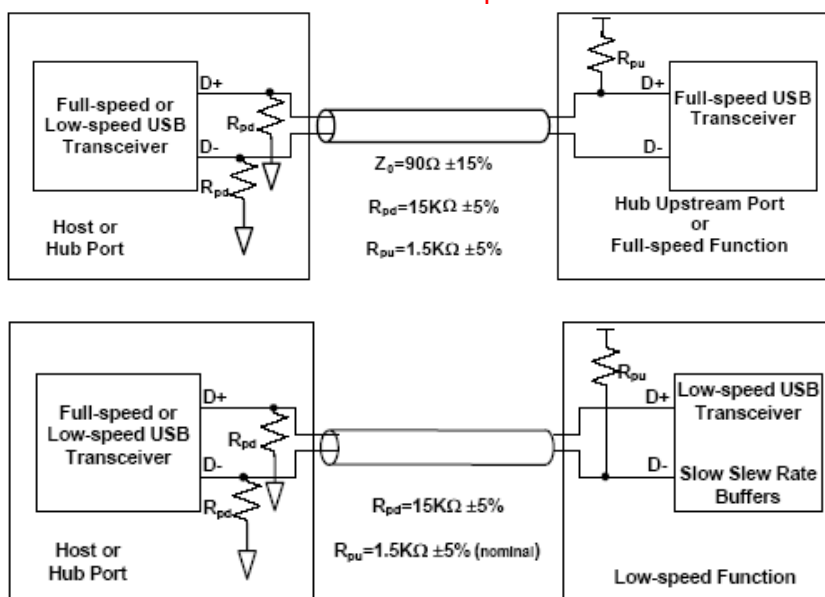 D+
Full-speed or
Low-speed USB
Transceiver
Rpd
D-
Rpd
Host or
Hub Port
Z0=90Ω ±15%
Rpd=15KΩ ±5%
Rpu=1.5KΩ ±5%
Rpu
D+
Full-speed USB
Transceiver
D-
Hub Upstream Port
or
Full-speed Function
D+
Full-speed or
Low-speed USB
Transceiver
Rpd
D-
Rpd
Host or
Hub Port
Rpd=15KΩ ±5%
Rpu=1.5KΩ ±5% (nominal)
Rpu
D+
Low-speed USB
Transceiver
D-
Slow Slew Rate
Buffers
Low-speed Function